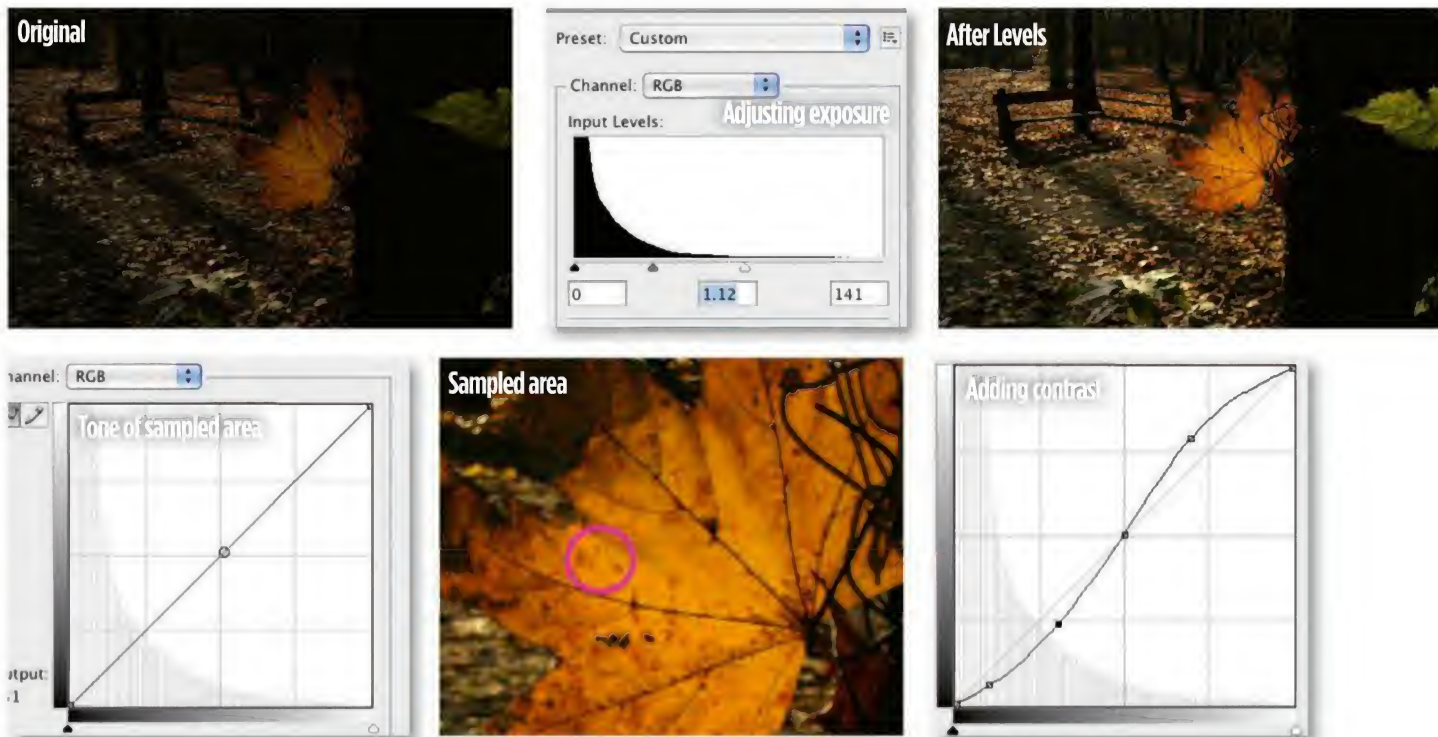 Original
Preset: Custom
Channel: RGB
Adjusting exposure
Input Levels:
0 1.12 141
After Levels
hannel: RGB
Tone of sampled area
utput:
Sampled area
Adding contrast